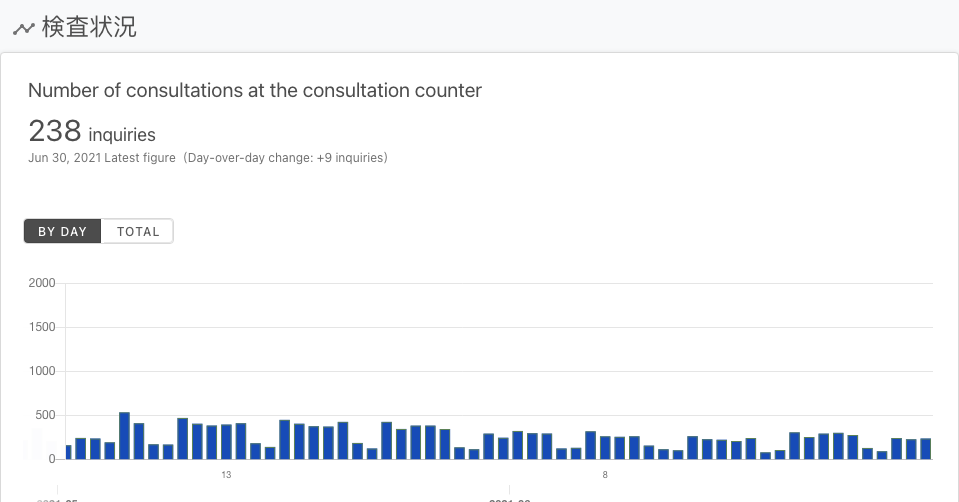 検査状況
Number of consultations at the consultation counter
238 inquiries
Jun 30, 2021 Latest figure (Day-over-day change: +9 inquiries)
BY DAY TOTAL
2000
1500
1000
500
0
13 8